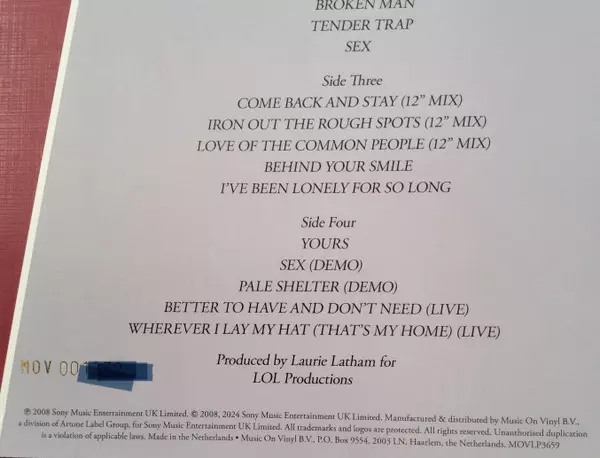 BROKEN MAN
TENDER TRAP
SEX
Side Three
COME BACK AND STAY (12” MIX)
IRON OUT THE ROUGH SPOTS (12” MIX)
LOVE OF THE COMMON PEOPLE (12” MIX)
BEHIND YOUR SMILE
I’VE BEEN LONELY FOR SO LONG
Side Four
YOURS
SEX (DEMO)
PALE SHELTER (DEMO)
BETTER TO HAVE AND DON’T NEED (LIVE)
WHEREVER I LAY MY HAT (THAT’S MY HOME) (LIVE)
Produced by Laurie Latham for
LOL Productions
MOV 00
℗ 2008 Sony Music Entertainment UK Limited. © 2008, 2024 Sony Music Entertainment UK Limited. Manufactured & distributed by Music On Vinyl B.V.,
a division of Artone Label Group, for Sony Music Entertainment UK Limited. All trademarks and logos are protected. All rights reserved. Unauthorised duplication
is a violation of applicable laws. Made in the Netherlands • Music On Vinyl B.V., P.O. Box 9554, 2003 LN, Haarlem, the Netherlands. MOVLP3659